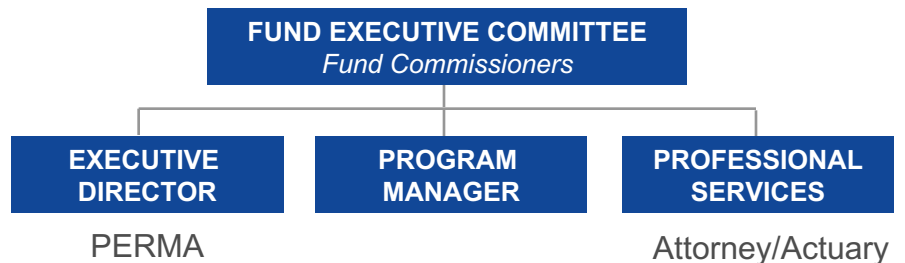 FUND EXECUTIVE COMMITTEE
Fund Commissioners
EXECUTIVE
DIRECTOR
PROGRAM
MANAGER
PROFESSIONAL
SERVICES
PERMA
Attorney/Actuary